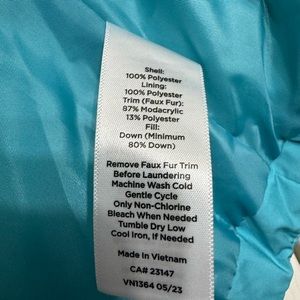 Shell:
100% Polyester
Lining:
100% Polyester
Trim (Faux Fur):
87% Modacrylic
13% Polyester
Fill:
Down (Minimum
80% Down)
Remove Faux Fur Trim
Before Laundering
Machine Wash Cold
Gentle Cycle
Only Non-Chlorine
Bleach When Needed
Tumble Dry Low
Cool Iron, If Needed
Made In Vietnam
CA# 23147
VN1364 05/23